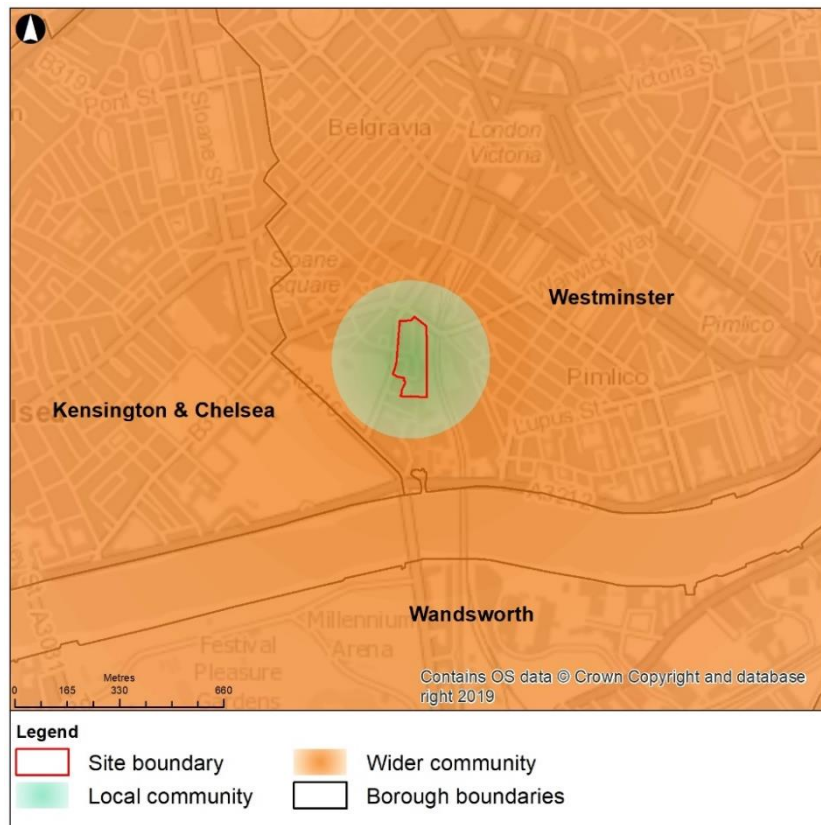 B319
Pont St
Sloane St
Victoria St
Belgravia
London
Victoria
Sloane
Square
Westminster
Pimlico
Pimlico
Kensington & Chelsea
A3216
Lupus St
A3212
Wandsworth
Millennium
Arena
Festival
Pleasure
Gardens
Metres
0 165 330 660
Contains OS data © Crown Copyright and database
right 2019
Legend
Site boundary
Wider community
Local community
Borough boundaries